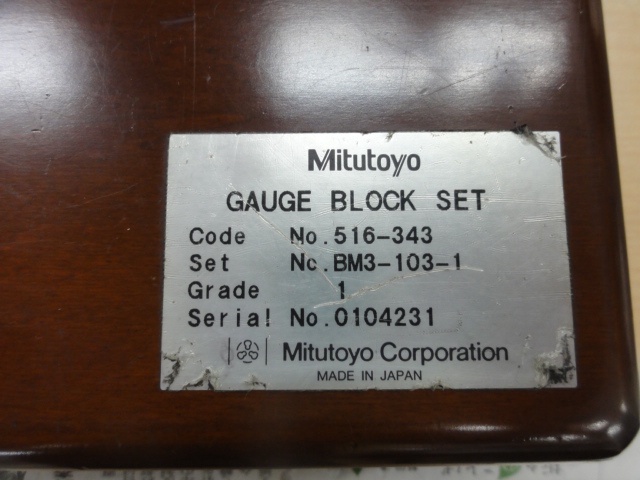 Mitutoyo
GAUGE BLOCK SET
Code No.516-343
Set No.BM3-103-1
Grade 1
Serial No.0104231
Mitutoyo Corporation
MADE IN JAPAN